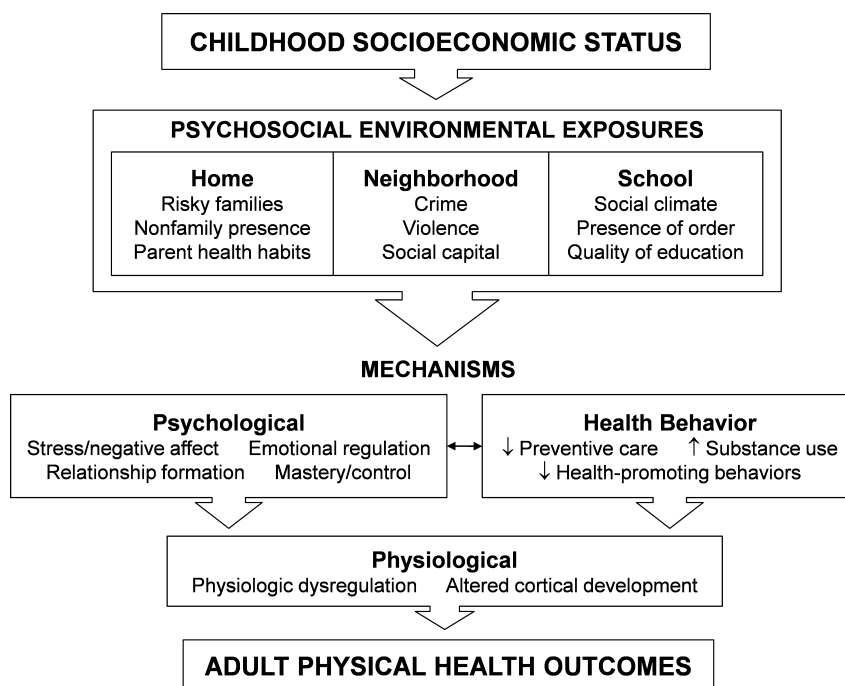 CHILDHOOD SOCIOECONOMIC STATUS
PSYCHOSOCIAL ENVIRONMENTAL EXPOSURES
Home
Risky families
Nonfamily presence
Parent health habits
Neighborhood
Crime
Violence
Social capital
School
Social climate
Presence of order
Quality of education
MECHANISMS
Psychological
Stress/negative affect Emotional regulation
Relationship formation Mastery/control
Health Behavior
↓ Preventive care ↑ Substance use
↓ Health-promoting behaviors
Physiological
Physiologic dysregulation Altered cortical development
ADULT PHYSICAL HEALTH OUTCOMES